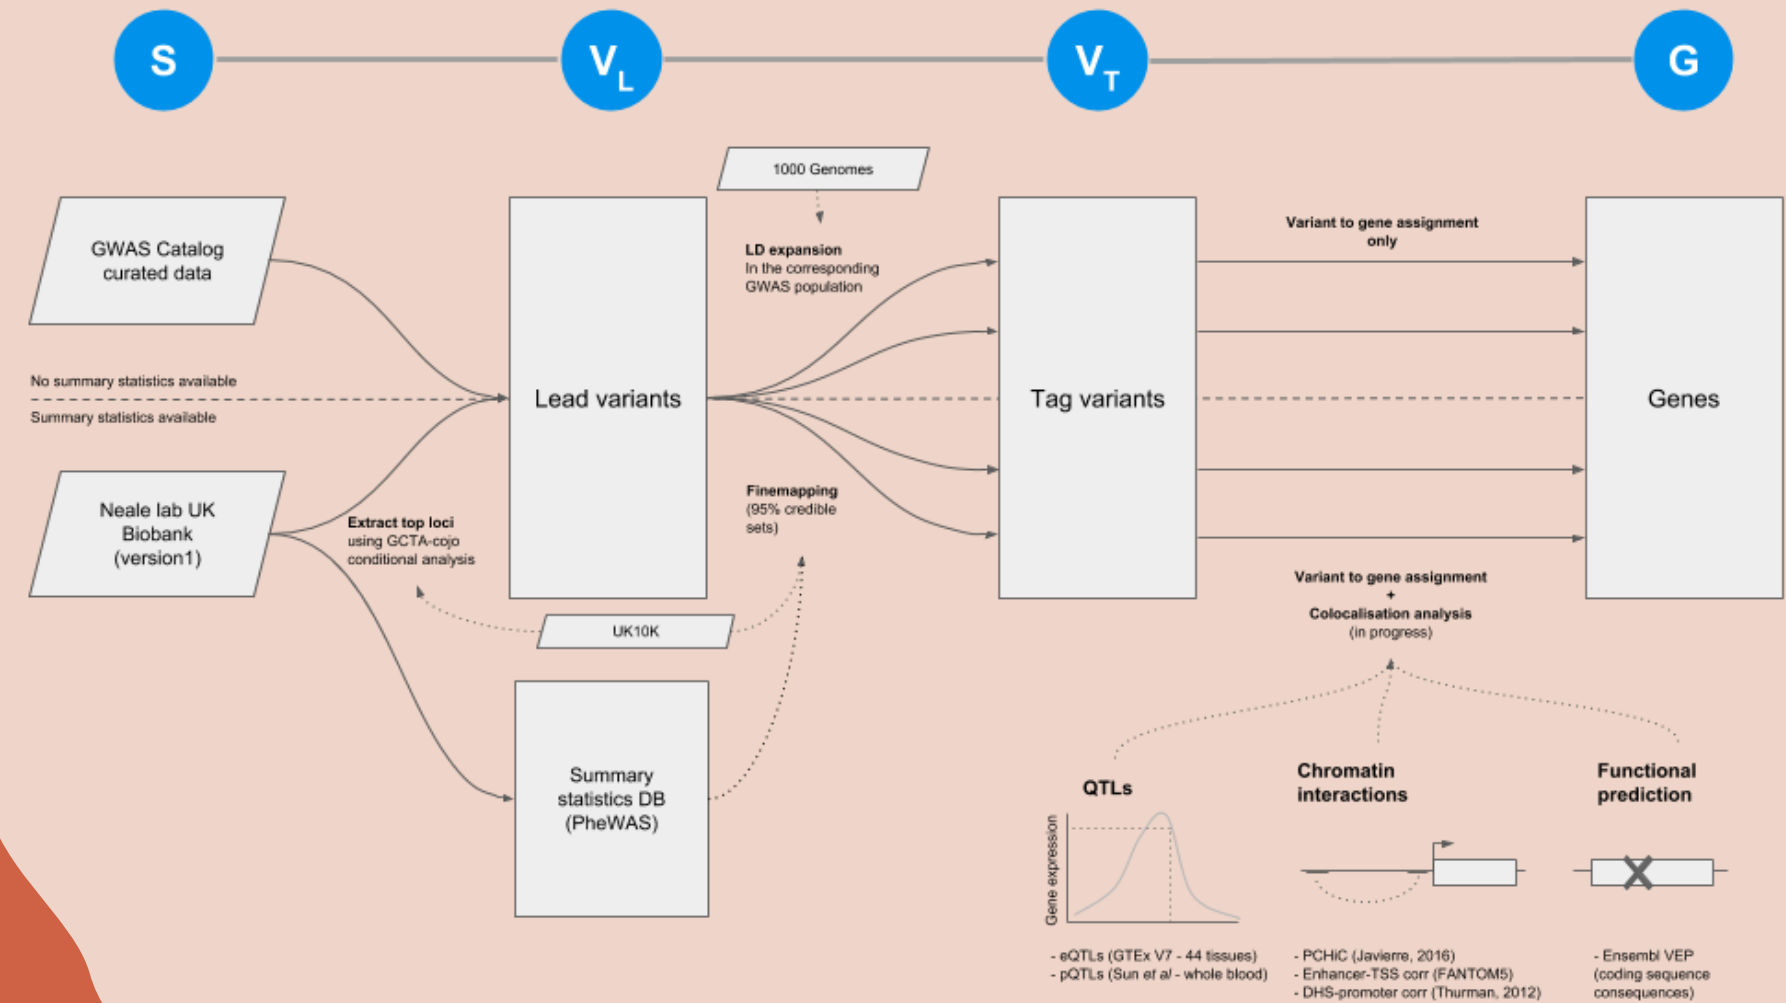 S
VL
VT
G
1000 Genomes
GWAS Catalog
curated data
LD expansion
In the corresponding
GWAS population
Variant to gene assignment
only
No summary statistics available
Summary statistics available
Lead variants
Tag variants
Genes
Neale lab UK
Biobank
(version1)
Extract top loci
using GCTA-cojo
conditional analysis
Finemapping
(95% credible
sets)
UK10K
Variant to gene assignment
+
Colocalisation analysis
(in progress)
Summary
statistics DB
(PheWAS)
QTLs
Gene expression
- eQTLs (GTEx V7 - 44 tissues)
- pQTLs (Sun et al - whole blood)
Chromatin
interactions
- PCHiC (Javierre, 2016)
- Enhancer-TSS corr (FANTOM5)
- DHS-promoter corr (Thurman, 2012)
Functional
prediction
- Ensembl VEP
(coding sequence
consequences)